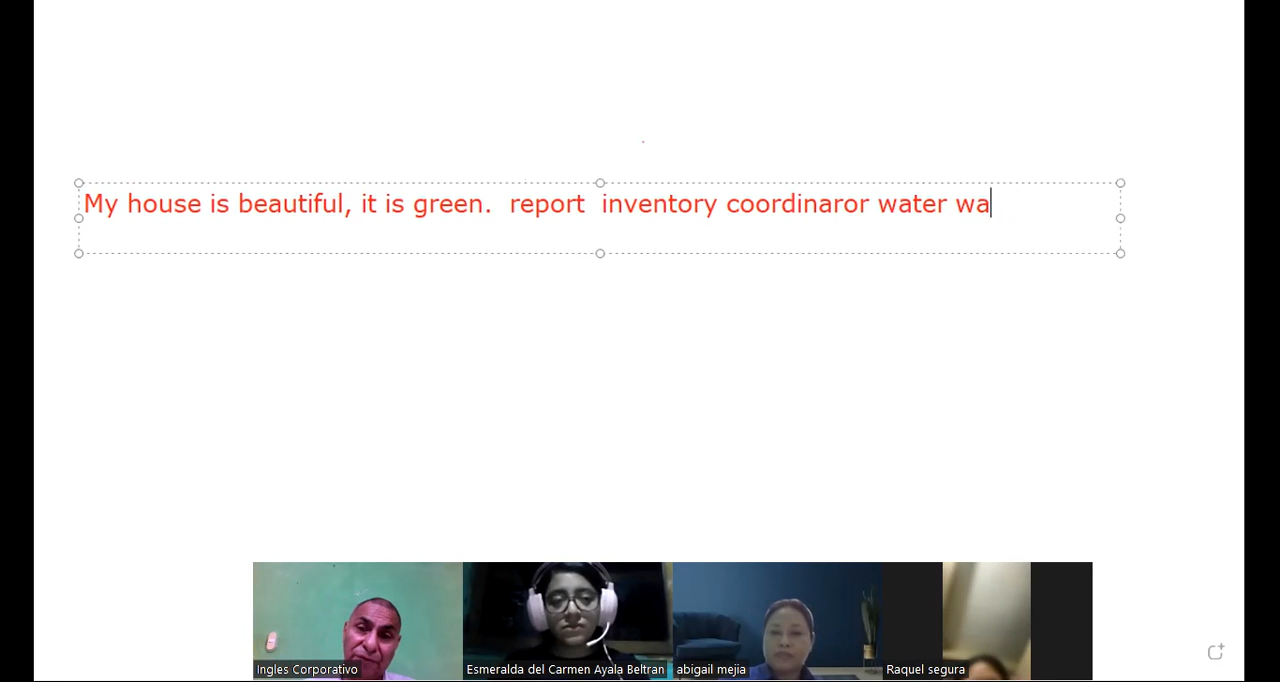 My house is beautiful, it is green.  report  inventory coordinaror water wa
Ingles Corporativo
Esmeralda del Carmen Ayala Beltran
abigail mejia
Raquel segura